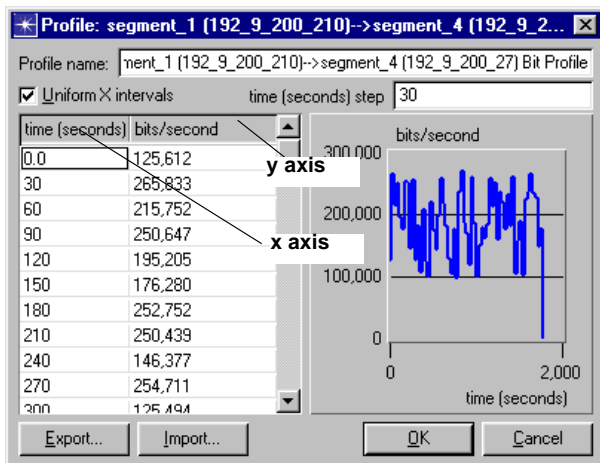 Profile: segment_1 (192_9_200_210)-->segment_4 (192_9_2...
Profile name: ment_1 (192_9_200_210)-->segment_4 (192_9_200_27) Bit Profile
Uniform X intervals time (seconds) step 30
time (seconds) bits/second
0.0 125,612
30 265,833
60 215,752
90 250,647
120 195,205
150 176,280
180 252,752
210 250,439
240 146,377
270 254,711
300 125,494
y axis
x axis
bits/second
300,000
200,000
100,000
0
0 2,000
time (seconds)
Export... Import... OK Cancel